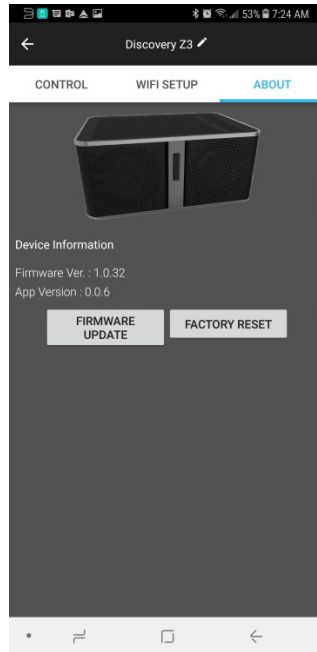 53% 7:24 AM
Discovery Z3
CONTROL WIFI SETUP ABOUT
Device Information
Firmware Ver. : 1.0.32
App Version : 0.0.6
FIRMWARE
UPDATE
FACTORY RESET